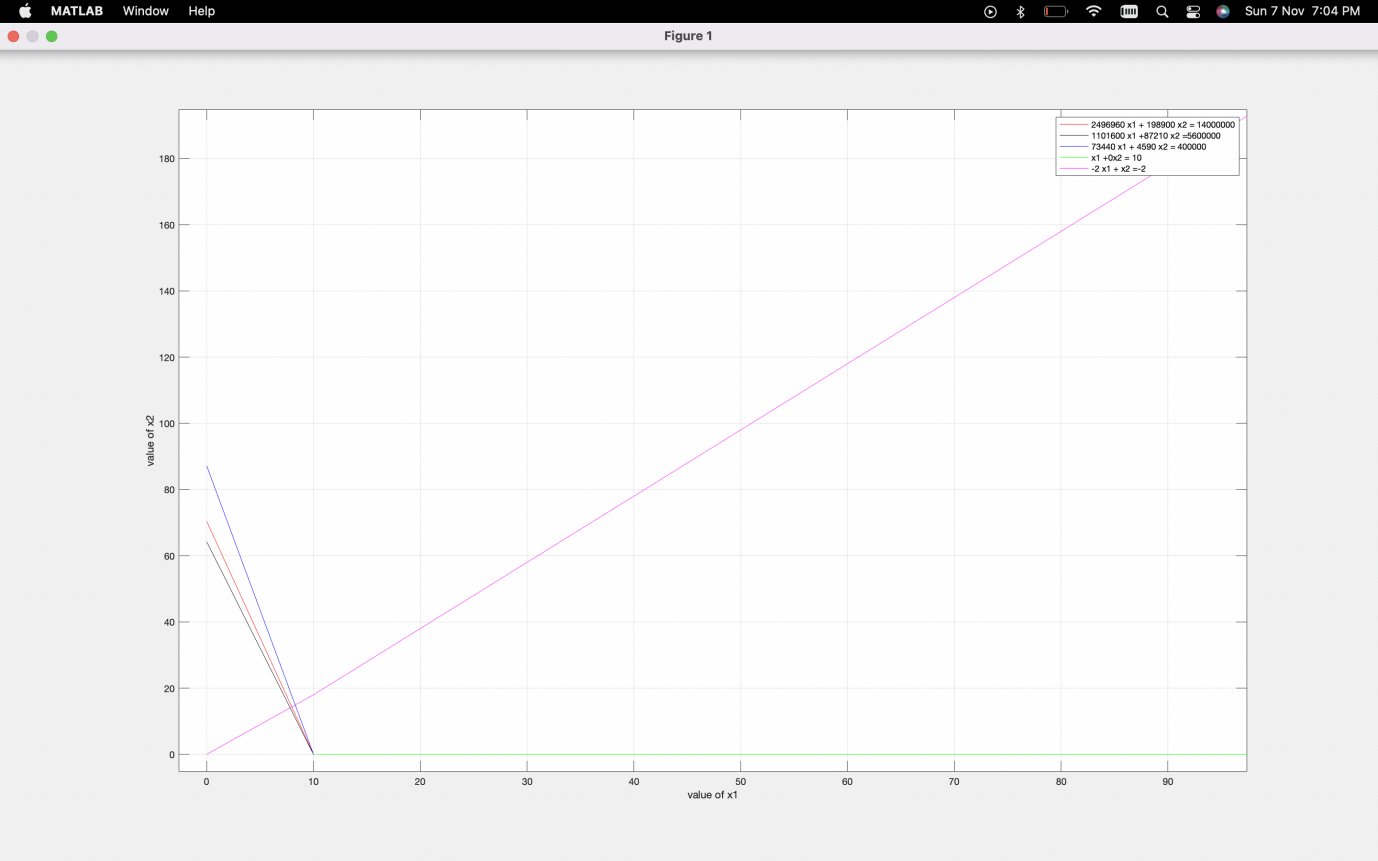 MATLAB Window Help Sun 7 Nov 7:04 PM
Figure 1
2496960 x1 + 198900 x2 = 14000000
1101600 x1 +87210 x2 =5600000
73440 x1 + 4590 x2 = 400000
x1 +0x2 = 10
-2 x1 + x2 =-2
180
160
140
120
100
80
60
40
20
0
value of x2
0 10 20 30 40 50 60 70 80 90
value of x1